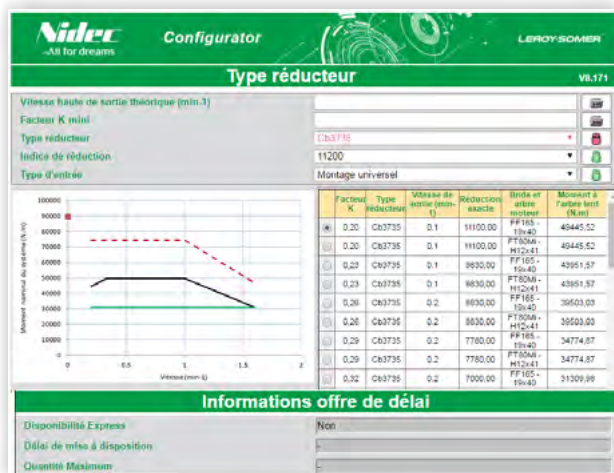 Nidec
-All for dreams
Configurator
LEROY-SOMER
Type réducteur
V8.171
Vitesse haute de sortie théorique (min-1)
Facteur K mini
Type réducteur Cb3735
Indice de réduction 11200
Type d'entrée Montage universel
Moment nominal du système (N.m)
100000
90000
80000
70000
60000
50000
40000
30000
20000
10000
0
0 0.5 1 1.5 2
Vitesse (min-1)
Facteur K Type réducteur Vitesse de sortie (min-1) Réduction exacte Bride et arbre moteur Moment à l'arbre lent (N.m)
0,20 Cb3735 0.1 11100,00 FF165 - 19x40 49445,52
0,20 Cb3735 0.1 11100,00 FT80Mi - H12x41 49445,52
0,23 Cb3735 0.1 9830,00 FF165 - 19x40 43951,57
0,23 Cb3735 0.1 9830,00 FT80Mi - H12x41 43951,57
0,26 Cb3735 0.2 8830,00 FF165 - 19x40 39503,03
0,26 Cb3735 0.2 8830,00 FT80Mi - H12x41 39503,03
0,29 Cb3735 0.2 7780,00 FF165 - 19x40 34774,87
0,29 Cb3735 0.2 7780,00 FT80Mi - H12x41 34774,87
0,32 Cb3735 0.2 7000,00 FF165 - 19x40 31309,98
Informations offre de délai
Disponibilité Express Non
Délai de mise à disposition -
Quantité Maximum -